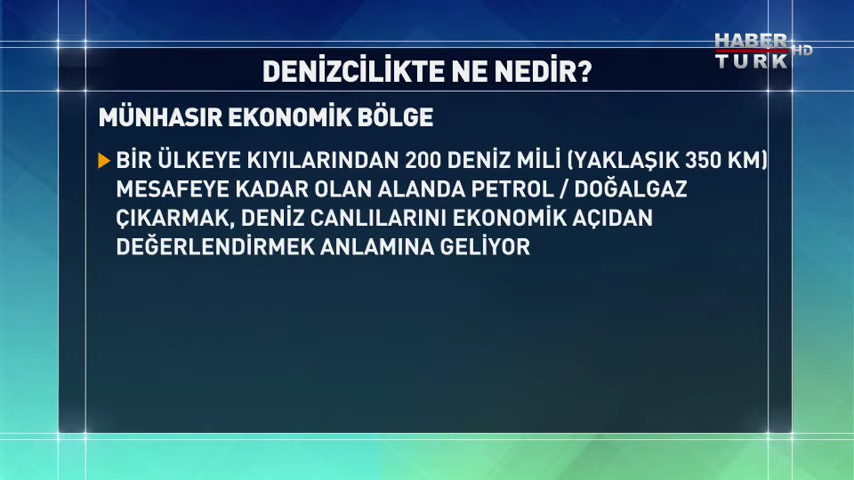 HABER
TURK HD
DENİZCİLİKTE NE NEDİR?
MÜNHASIR EKONOMİK BÖLGE
BİR ÜLKEYE KIYILARINDAN 200 DENİZ MİLİ (YAKLAŞIK 350 KM)
MESAFEYE KADAR OLAN ALANDA PETROL / DOĞALGAZ
ÇIKARMAK, DENİZ CANLILARINI EKONOMİK AÇIDAN
DEĞERLENDİRMEK ANLAMINA GELİYOR